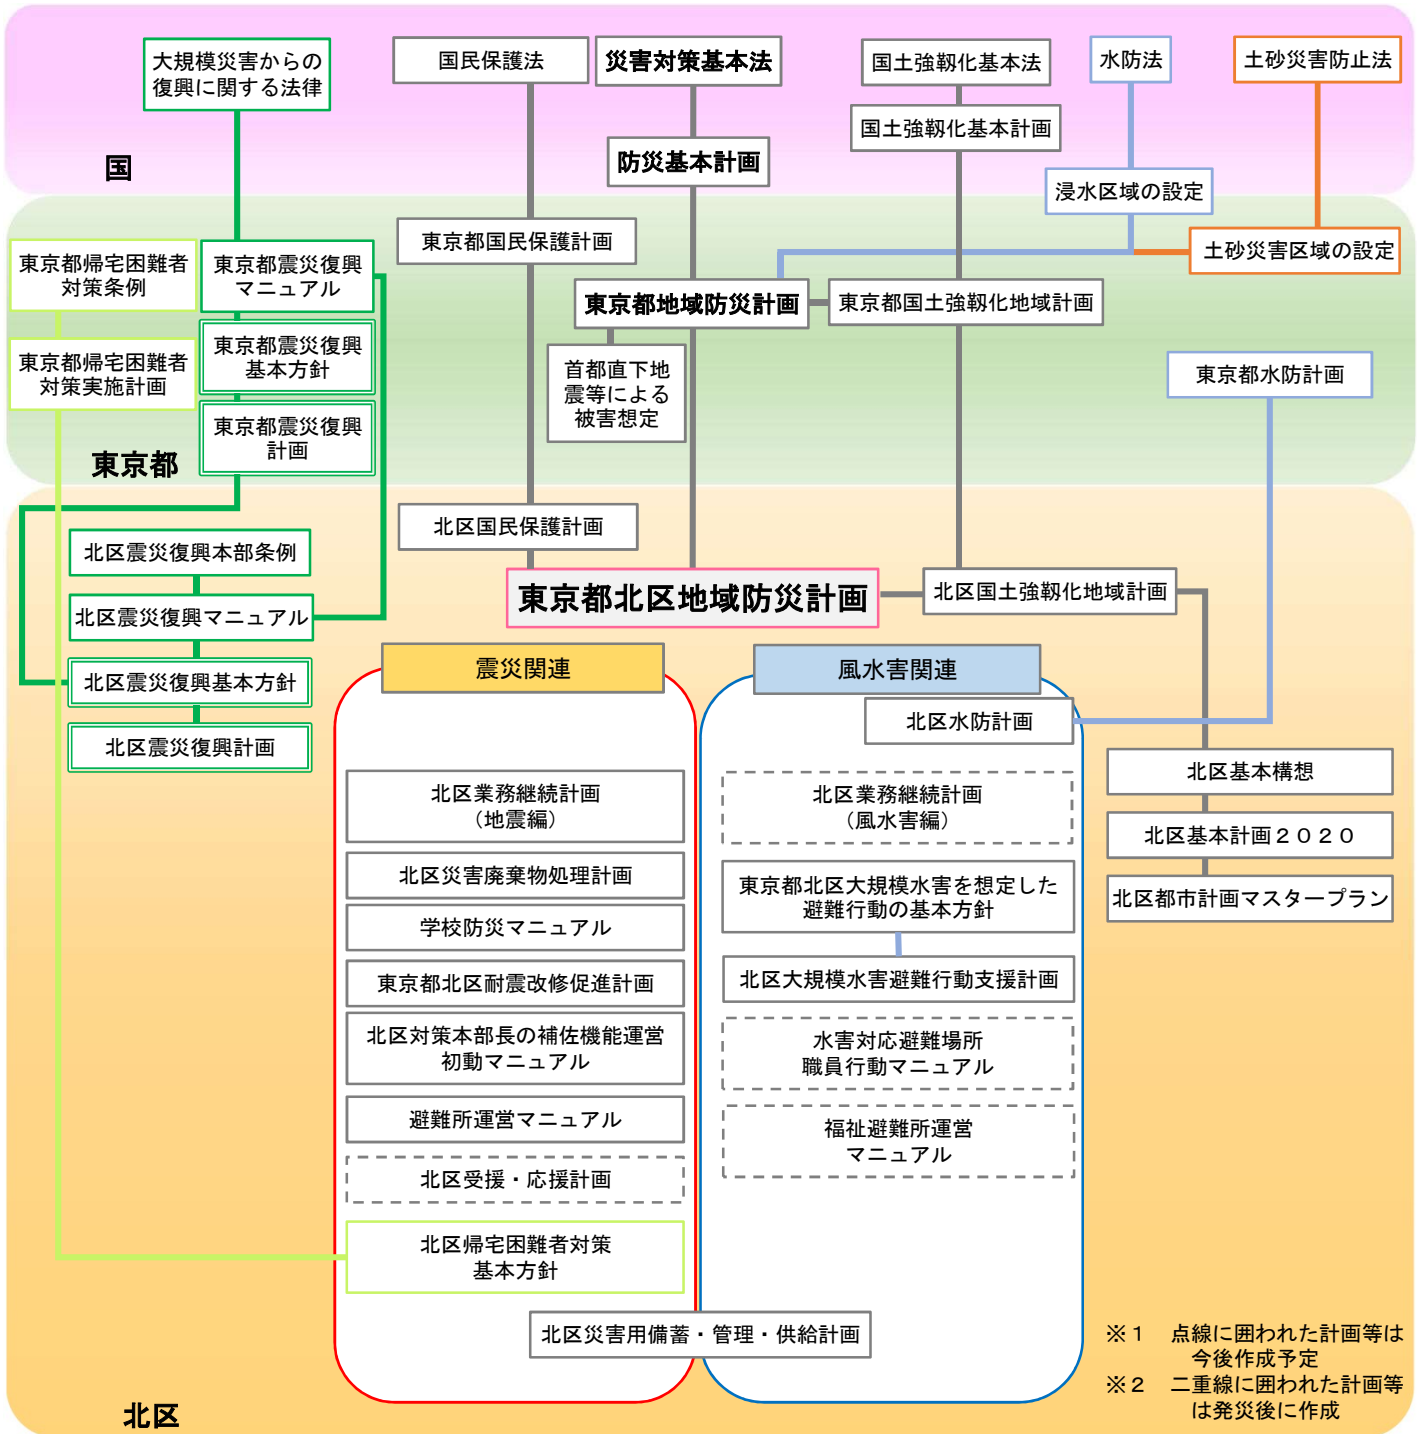 大規模災害からの
復興に関する法律
国民保護法
災害対策基本法
国土強靱化基本法
水防法
土砂災害防止法
国土強靱化基本計画
防災基本計画
国
浸水区域の設定
東京都国民保護計画
土砂災害区域の設定
東京都帰宅困難者
対策条例
東京都震災復興
マニュアル
東京都地域防災計画
東京都国土強靱化地域計画
東京都帰宅困難者
対策実施計画
東京都震災復興
基本方針
首都直下地
震等による
被害想定
東京都水防計画
東京都震災復興
計画
東京都
北区国民保護計画
北区震災復興本部条例
東京都北区地域防災計画
北区国土強靱化地域計画
北区震災復興マニュアル
北区震災復興基本方針
北区震災復興計画
震災関連
風水害関連
北区水防計画
北区業務継続計画
（地震編）
北区業務継続計画
（風水害編）
北区基本構想
北区基本計画２０２０
北区都市計画マスタープラン
北区災害廃棄物処理計画
東京都北区大規模水害を想定した
避難行動の基本方針
学校防災マニュアル
東京都北区耐震改修促進計画
北区大規模水害避難行動支援計画
北区対策本部長の補佐機能運営
初動マニュアル
水害対応避難場所
職員行動マニュアル
避難所運営マニュアル
福祉避難所運営
マニュアル
北区受援・応援計画
北区帰宅困難者対策
基本方針
北区災害用備蓄・管理・供給計画
※１　点線に囲われた計画等は
今後作成予定
※２　二重線に囲われた計画等
は発災後に作成
北区